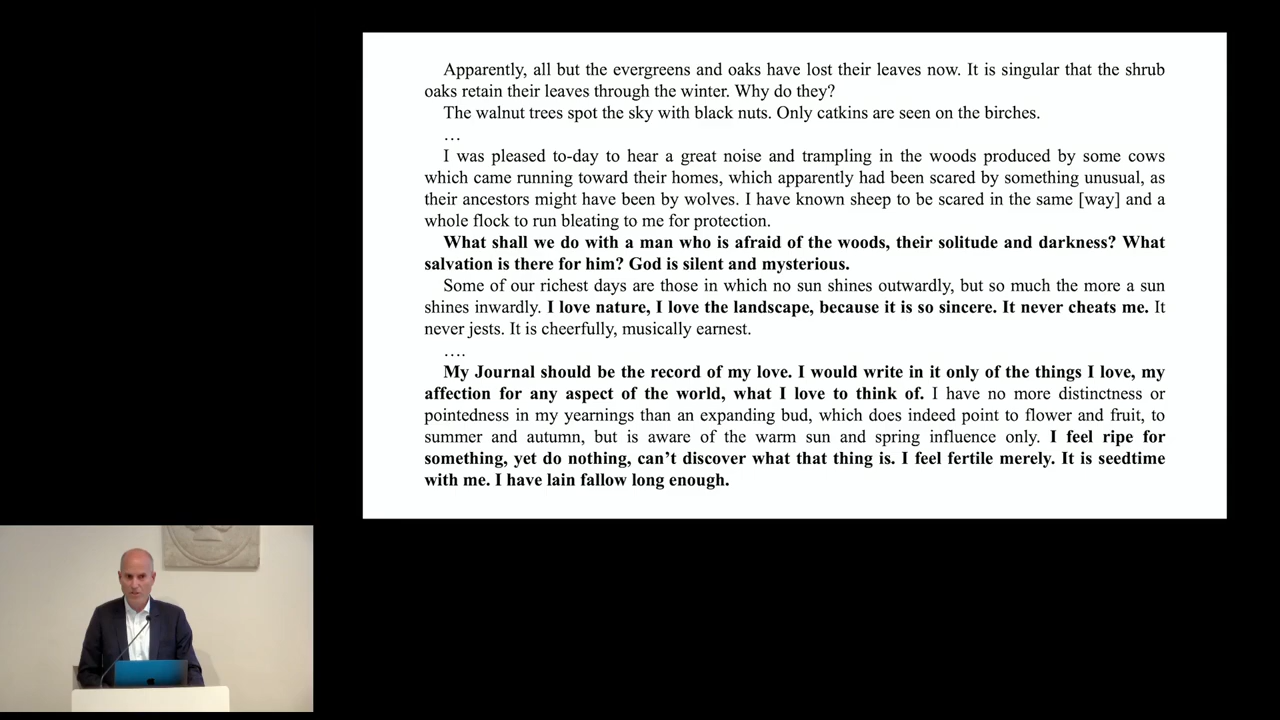 Apparently, all but the evergreens and oaks have lost their leaves now. It is singular that the shrub
oaks retain their leaves through the winter. Why do they?
The walnut trees spot the sky with black nuts. Only catkins are seen on the birches.
…
I was pleased to-day to hear a great noise and trampling in the woods produced by some cows
which came running toward their homes, which apparently had been scared by something unusual, as
their ancestors might have been by wolves. I have known sheep to be scared in the same [way] and a
whole flock to run bleating to me for protection.
What shall we do with a man who is afraid of the woods, their solitude and darkness? What
salvation is there for him? God is silent and mysterious.
Some of our richest days are those in which no sun shines outwardly, but so much the more a sun
shines inwardly. I love nature, I love the landscape, because it is so sincere. It never cheats me. It
never jests. It is cheerfully, musically earnest.
….
My Journal should be the record of my love. I would write in it only of the things I love, my
affection for any aspect of the world, what I love to think of. I have no more distinctness or
pointedness in my yearnings than an expanding bud, which does indeed point to flower and fruit, to
summer and autumn, but is aware of the warm sun and spring influence only. I feel ripe for
something, yet do nothing, can’t discover what that thing is. I feel fertile merely. It is seedtime
with me. I have lain fallow long enough.